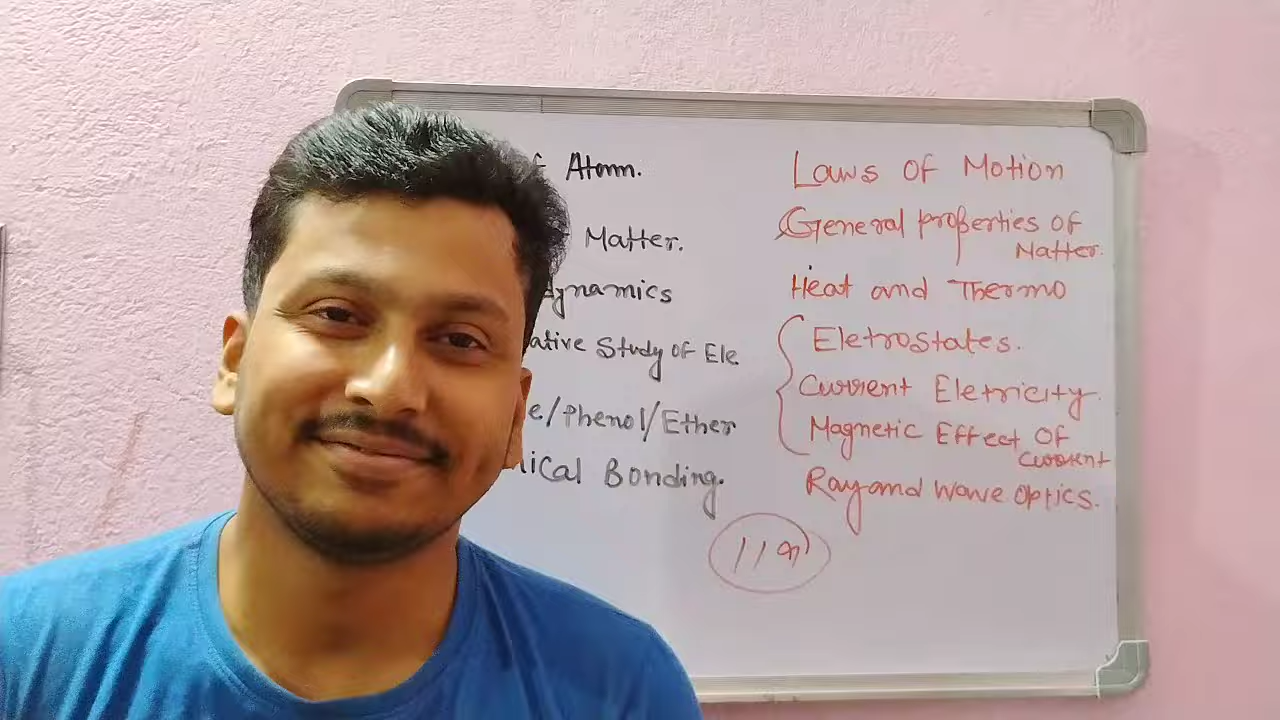 Atom.
Matter.
dynamics
ative Study of Ele
e/Phenol/Ether
ical Bonding.
Laws of Motion
General properties of
Matter.
Heat and Thermo
Eletrostates.
Current Eletricity.
Magnetic Effect of
Current
Ray and Wave Optics.